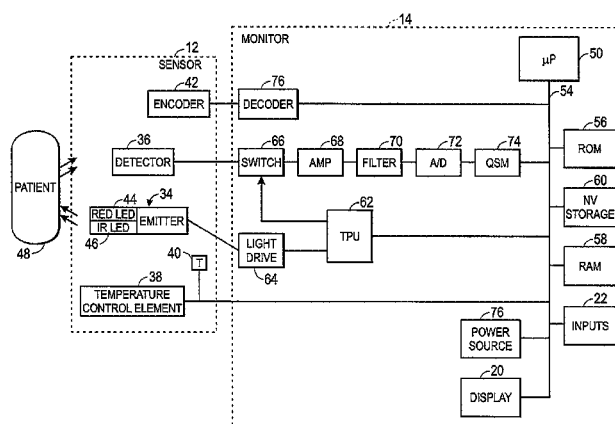 14
12
MONITOR
SENSOR
42
76
µP
50
ENCODER
DECODER
54
36
66
68
70
72
74
56
DETECTOR
SWITCH
AMP
FILTER
A/D
QSM
ROM
PATIENT
44
34
62
60
RED LED
IR LED
EMITTER
TPU
NV
STORAGE
46
48
40
T
LIGHT
DRIVE
64
58
RAM
38
TEMPERATURE
CONTROL ELEMENT
76
POWER
SOURCE
22
INPUTS
20
DISPLAY